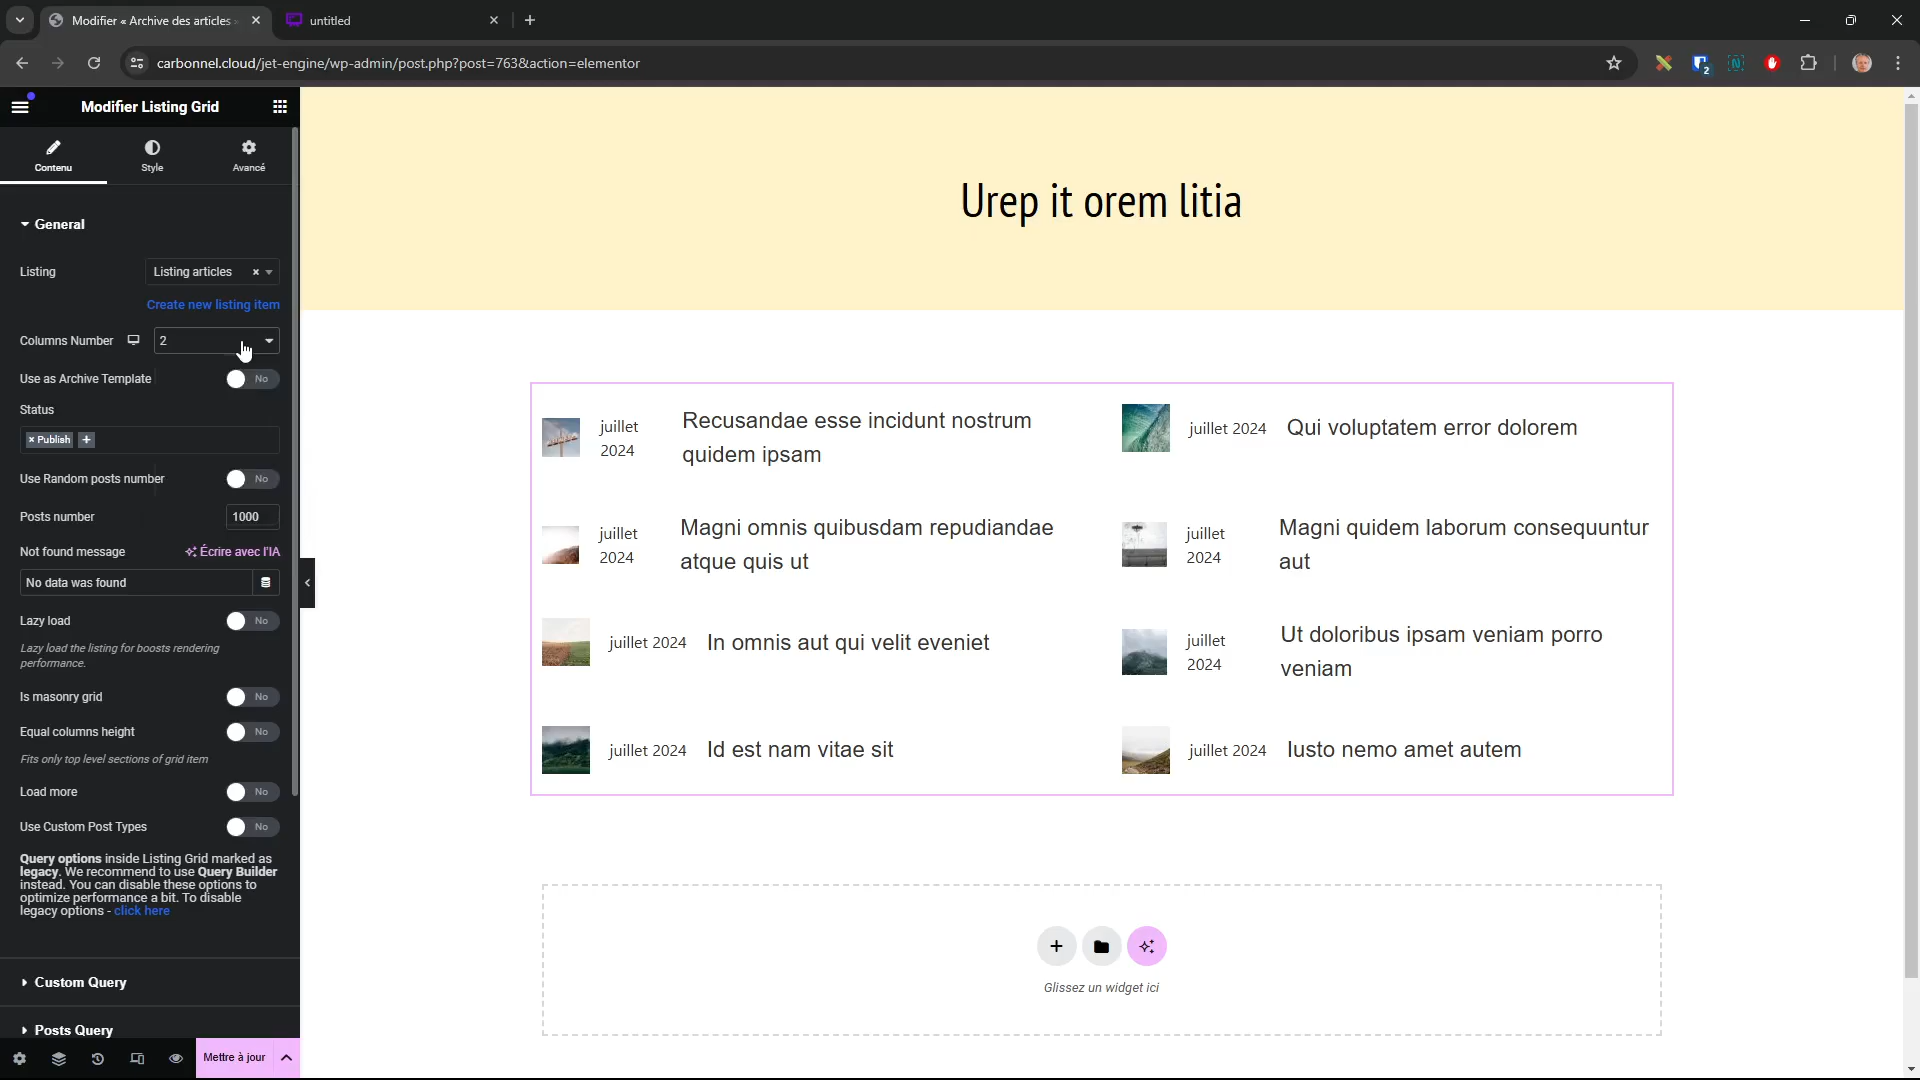 Modifier « Archive des articles
untitled
carbonnel.cloud/jet-engine/wp-admin/post.php?post=763&action=elementor
2
Modifier Listing Grid
Contenu
Style
Avancé
General
Listing
Listing articles
Create new listing item
Columns Number
2
Use as Archive Template
No
Status
× Publish
Use Random posts number
No
Posts number
1000
Not found message
Écrire avec l'IA
No data was found
Lazy load
No
Lazy load the listing for boosts rendering
performance.
Is masonry grid
No
Equal columns height
No
Fits only top level sections of grid item
Load more
No
Use Custom Post Types
No
Query options inside Listing Grid marked as
legacy. We recommend to use Query Builder
instead. You can disable these options to
optimize performance a bit. To disable
legacy options - click here
Custom Query
Posts Query
Mettre à jour
Urep it orem litia
juillet
2024
Recusandae esse incidunt nostrum
quidem ipsam
juillet 2024
Qui voluptatem error dolorem
juillet
2024
Magni omnis quibusdam repudiandae
atque quis ut
juillet
2024
Magni quidem laborum consequuntur
aut
juillet 2024
In omnis aut qui velit eveniet
juillet
2024
Ut doloribus ipsam veniam porro
veniam
juillet 2024
Id est nam vitae sit
juillet 2024
Iusto nemo amet autem
Glissez un widget ici